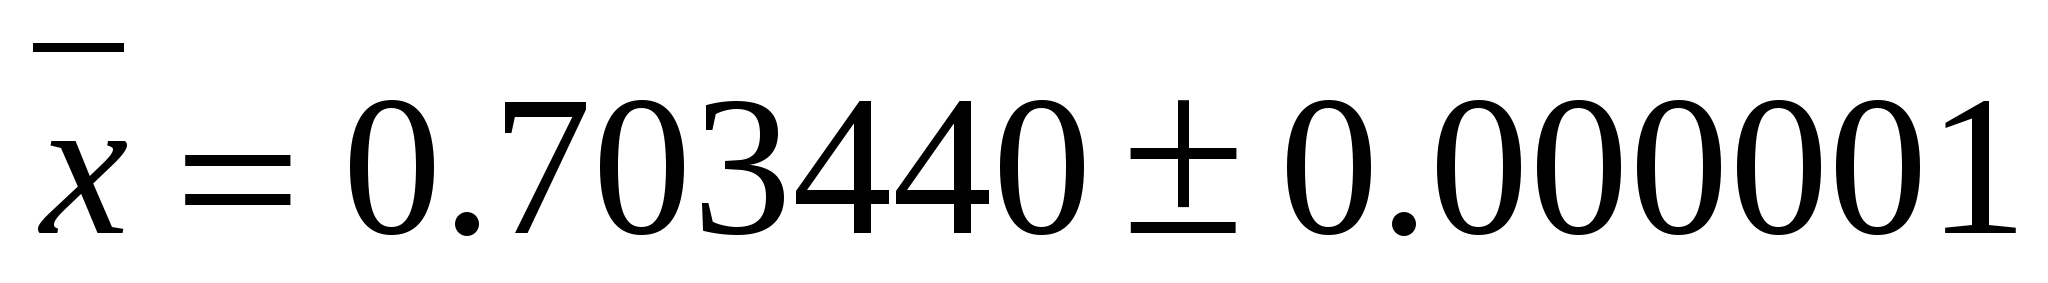 x̅ = 0.703440 ± 0.000001